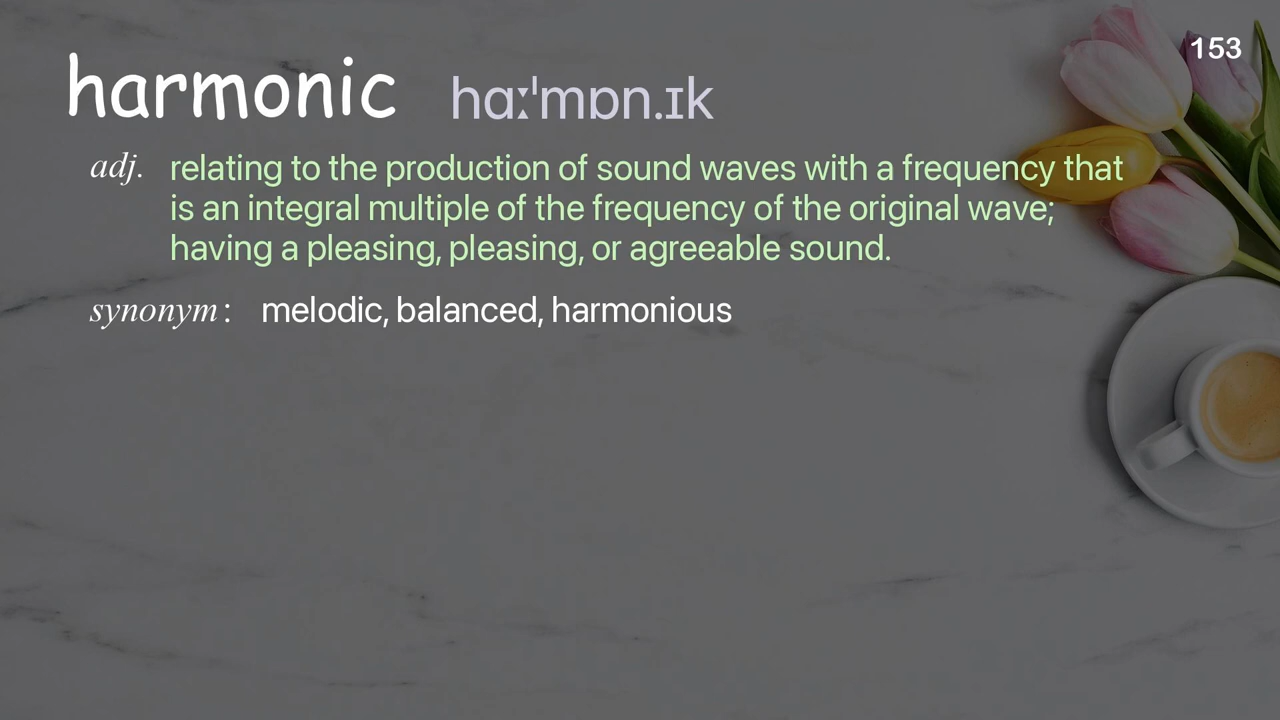 153
harmonic hɑːˈmɒn.ɪk
adj. relating to the production of sound waves with a frequency that
is an integral multiple of the frequency of the original wave;
having a pleasing, pleasing, or agreeable sound.
synonym: melodic, balanced, harmonious